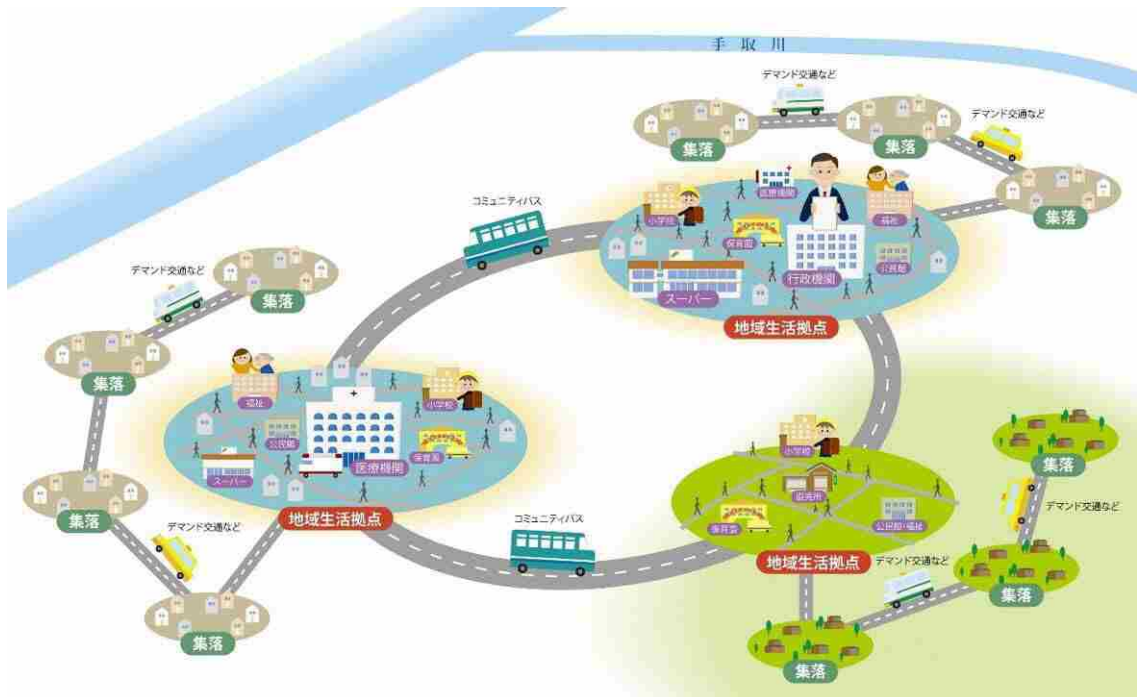 手取川
デマンド交通など
集落
集落
デマンド交通など
集落
コミュニティバス
医療機関
小学校
福祉
保育園
公民館
行政機関
スーパー
地域生活拠点
デマンド交通など
集落
集落
福祉
小学校
公民館
保育園
スーパー
医療機関
地域生活拠点
集落
デマンド交通など
集落
コミュニティバス
小学校
直売所
保育園
公民館・福祉
地域生活拠点
集落
デマンド交通など
デマンド交通など
集落
集落